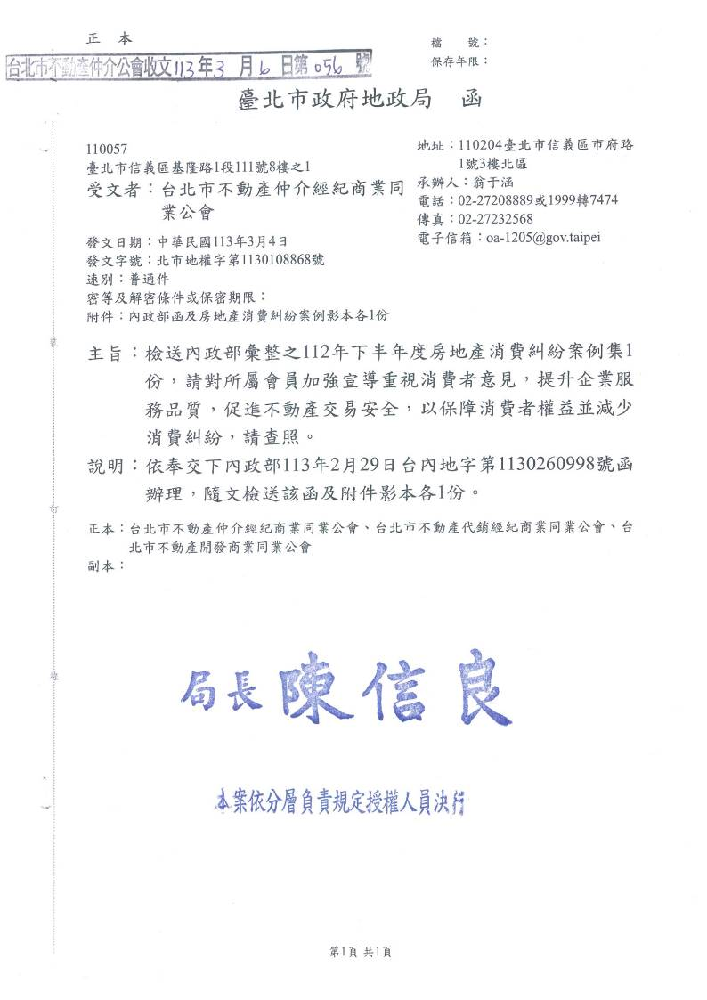 正 本
檔 號：
保存年限：
台北市不動產仲介公會收文113年3月6日第056號
臺北市政府地政局 函
110057
臺北市信義區基隆路1段111號8樓之1
受文者：台北市不動產仲介經紀商業同
業公會
地址：110204臺北市信義區市府路
1號3樓北區
承辦人：翁于涵
電話：02-27208889或1999轉7474
傳真：02-27232568
電子信箱：oa-1205@gov.taipei
發文日期：中華民國113年3月4日
發文字號：北市地權字第1130108868號
速別：普通件
密等及解密條件或保密期限：
附件：內政部函及房地產消費糾紛案例影本各1份
主旨：檢送內政部彙整之112年下半年度房地產消費糾紛案例集1
份，請對所屬會員加強宣導重視消費者意見，提升企業服
務品質，促進不動產交易安全，以保障消費者權益並減少
消費糾紛，請查照。
說明：依奉交下內政部113年2月29日台內地字第1130260998號函
辦理，隨文檢送該函及附件影本各1份。
正本：台北市不動產仲介經紀商業同業公會、台北市不動產代銷經紀商業同業公會、台
北市不動產開發商業同業公會
副本：
裝
訂
線
局長 陳信良
本案依分層負責規定授權人員決行
第1頁 共1頁